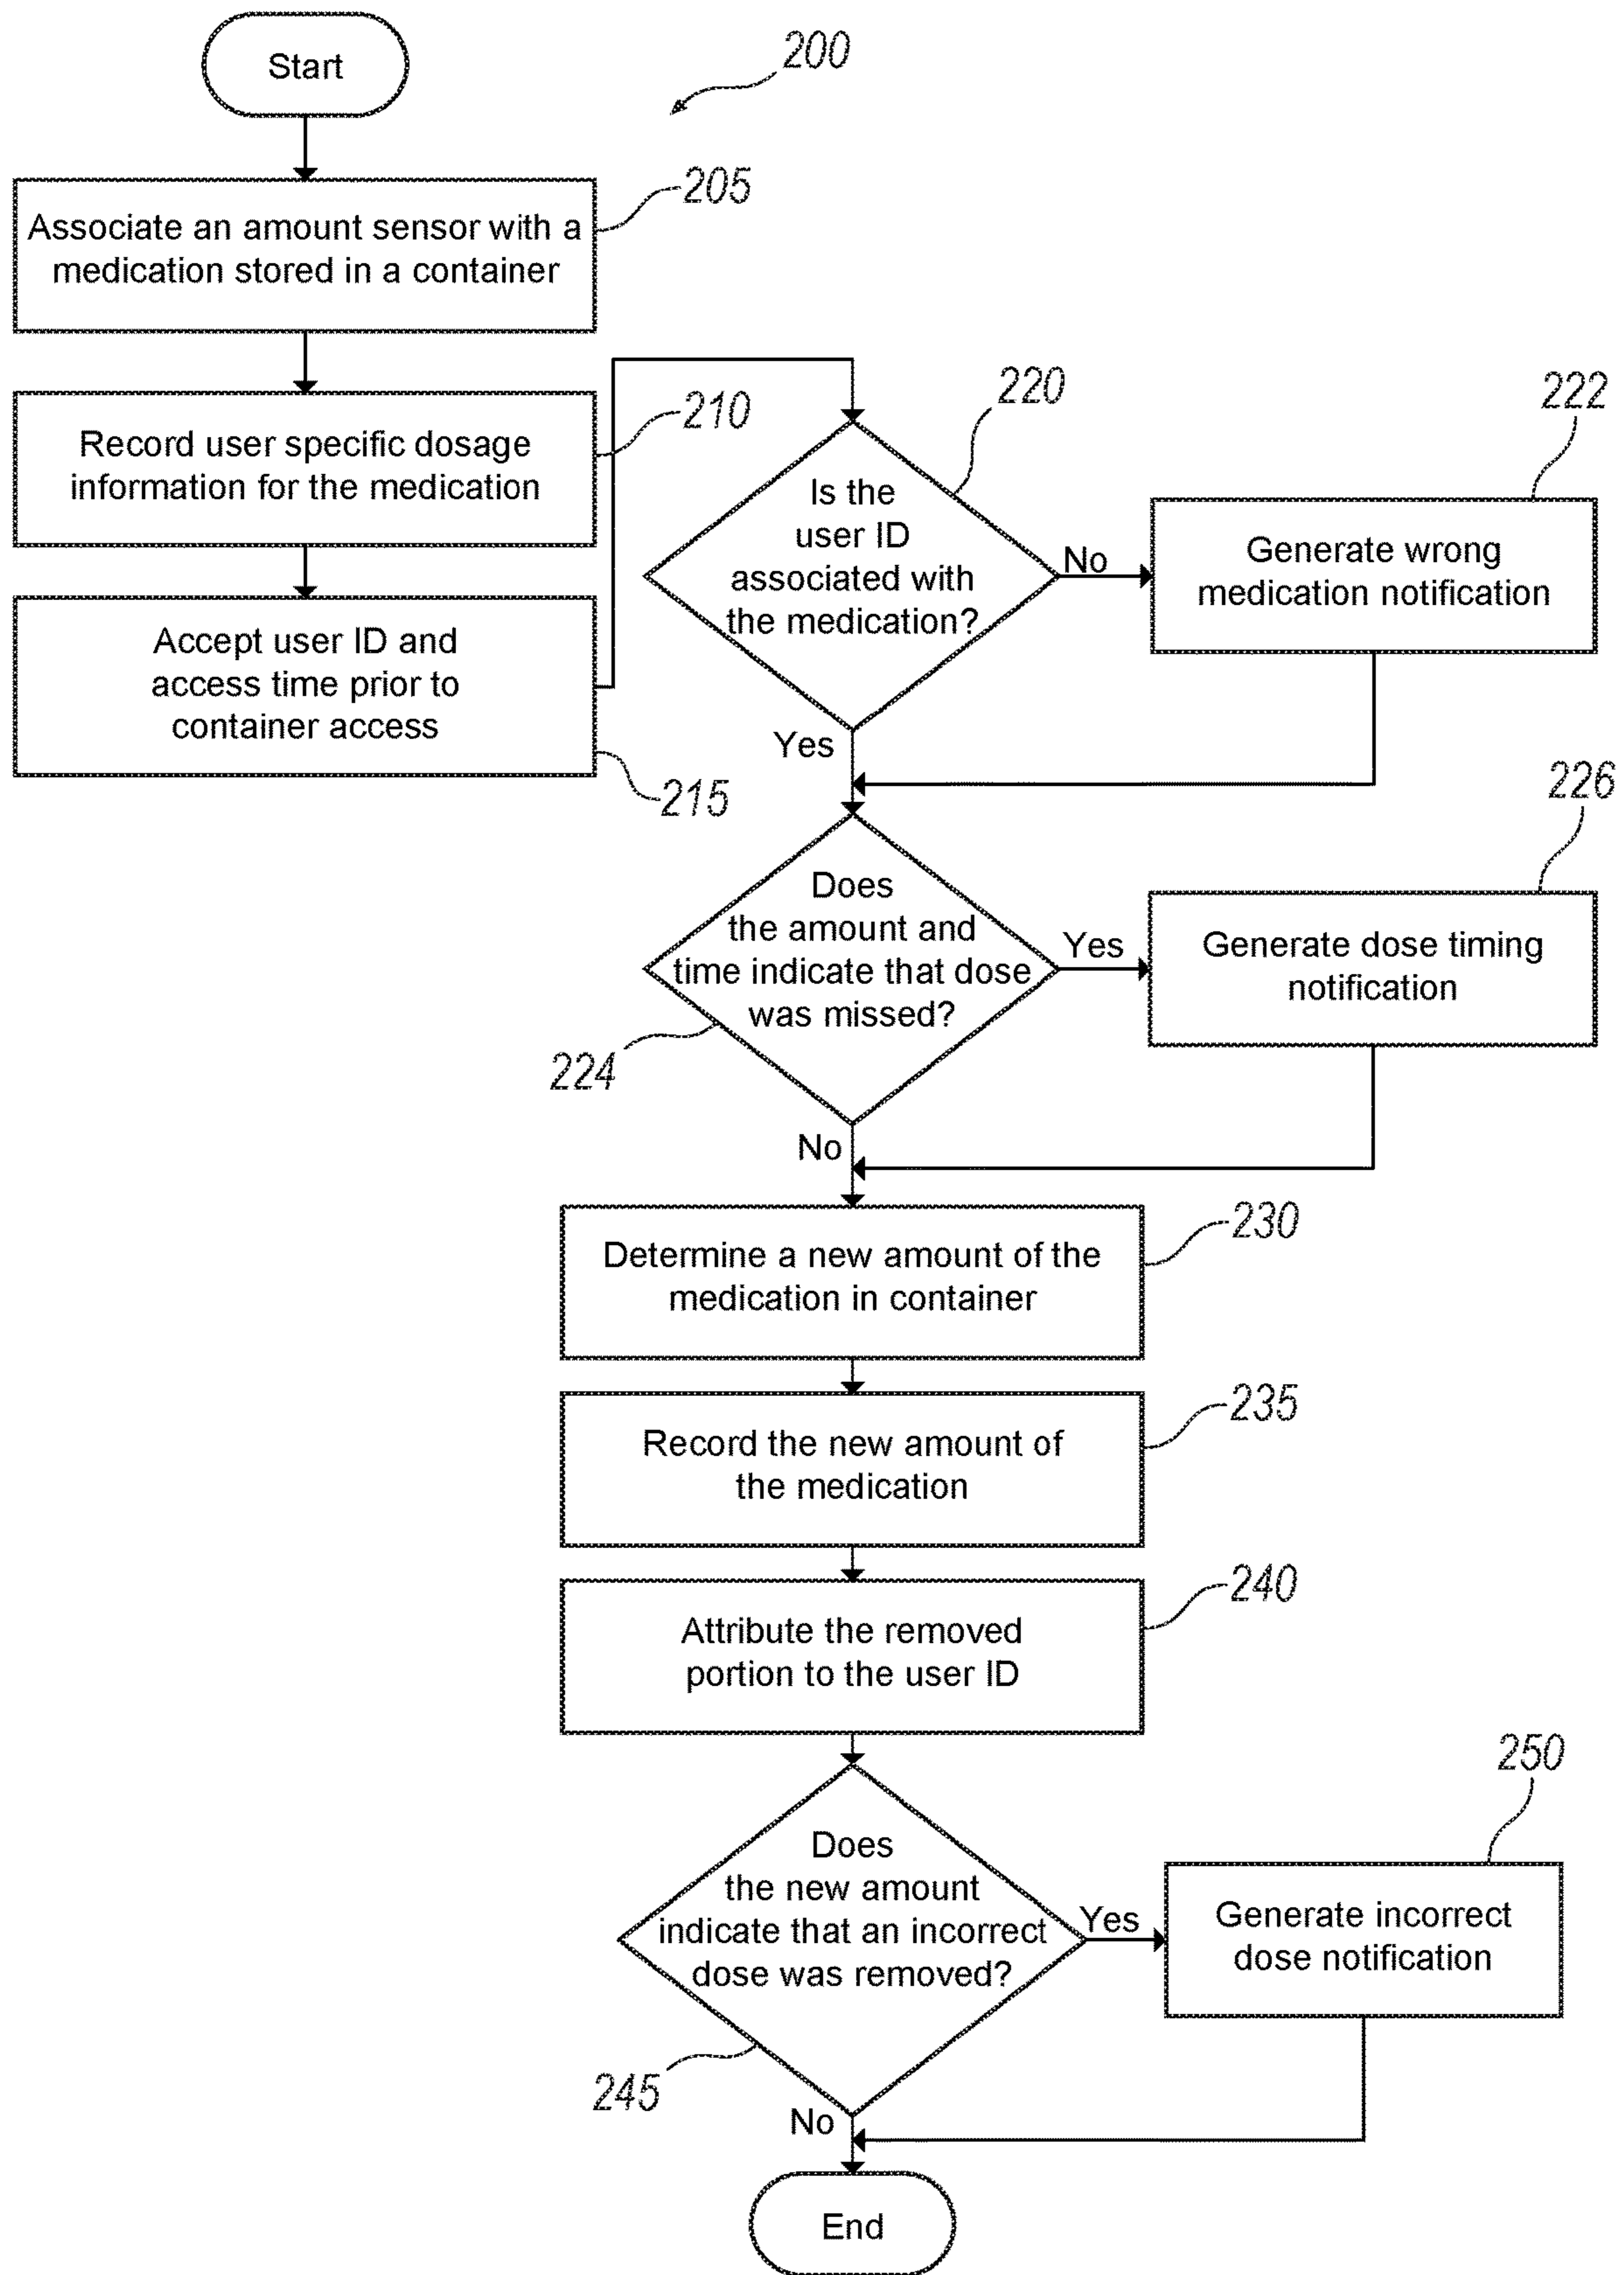 Start
200
205
Associate an amount sensor with a
medication stored in a container
210
Record user specific dosage
information for the medication
Accept user ID and
access time prior to
container access
215
220
Is the
user ID
associated with
the medication?
No
Yes
222
Generate wrong
medication notification
Does
the amount and
time indicate that dose
was missed?
224
Yes
No
226
Generate dose timing
notification
230
Determine a new amount of the
medication in container
235
Record the new amount of
the medication
240
Attribute the removed
portion to the user ID
Does
the new amount
indicate that an incorrect
dose was removed?
245
Yes
No
250
Generate incorrect
dose notification
End